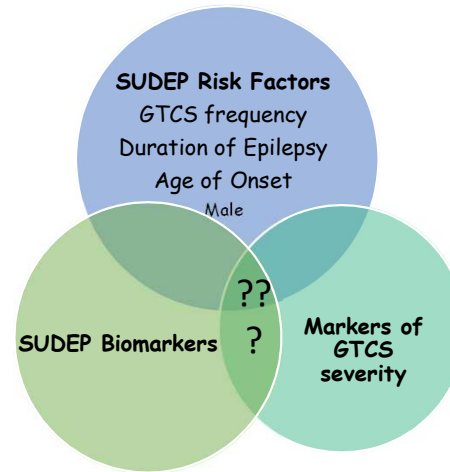 SUDEP Risk Factors
GTCS frequency
Duration of Epilepsy
Age of Onset
Male
??
?
SUDEP Biomarkers
Markers of
GTCS
severity